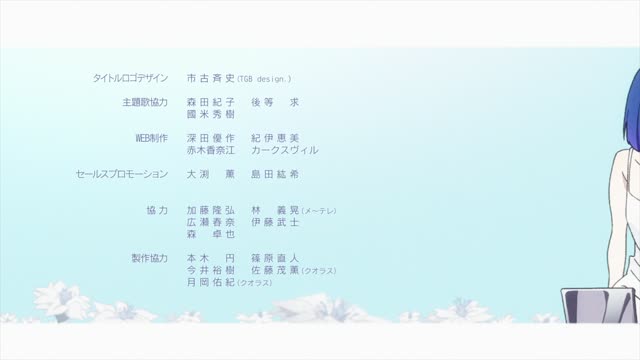 タイトルロゴデザイン 市古斉史(TGB design.)
主題歌協力 森田紀子 後等 求
國米秀樹
WEB制作 深田優作 紀伊恵美
赤木香奈江 カークスヴィル
セールスプロモーション 大渕 薫 島田紘希
協力 加藤隆弘 林 義晃(メ～テレ)
広瀬春奈 伊藤武士
森 卓也
製作協力 本木 円 篠原直人
今井裕樹 佐藤茂薫(クオラス)
月岡佑紀(クオラス)